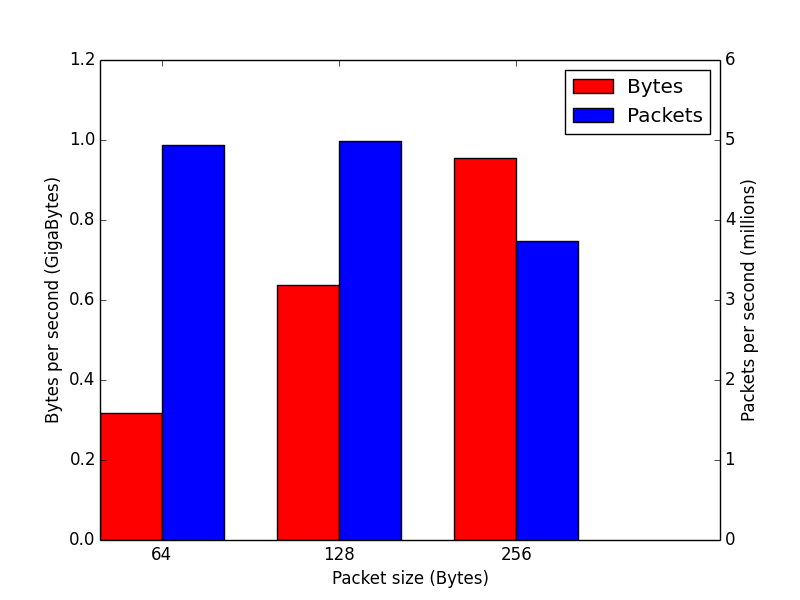 Bytes
Packets
Bytes per second (GigaBytes)
1.2
1.0
0.8
0.6
0.4
0.2
0.0
6
5
4
3
2
1
0
Packets per second (millions)
64 128 256
Packet size (Bytes)